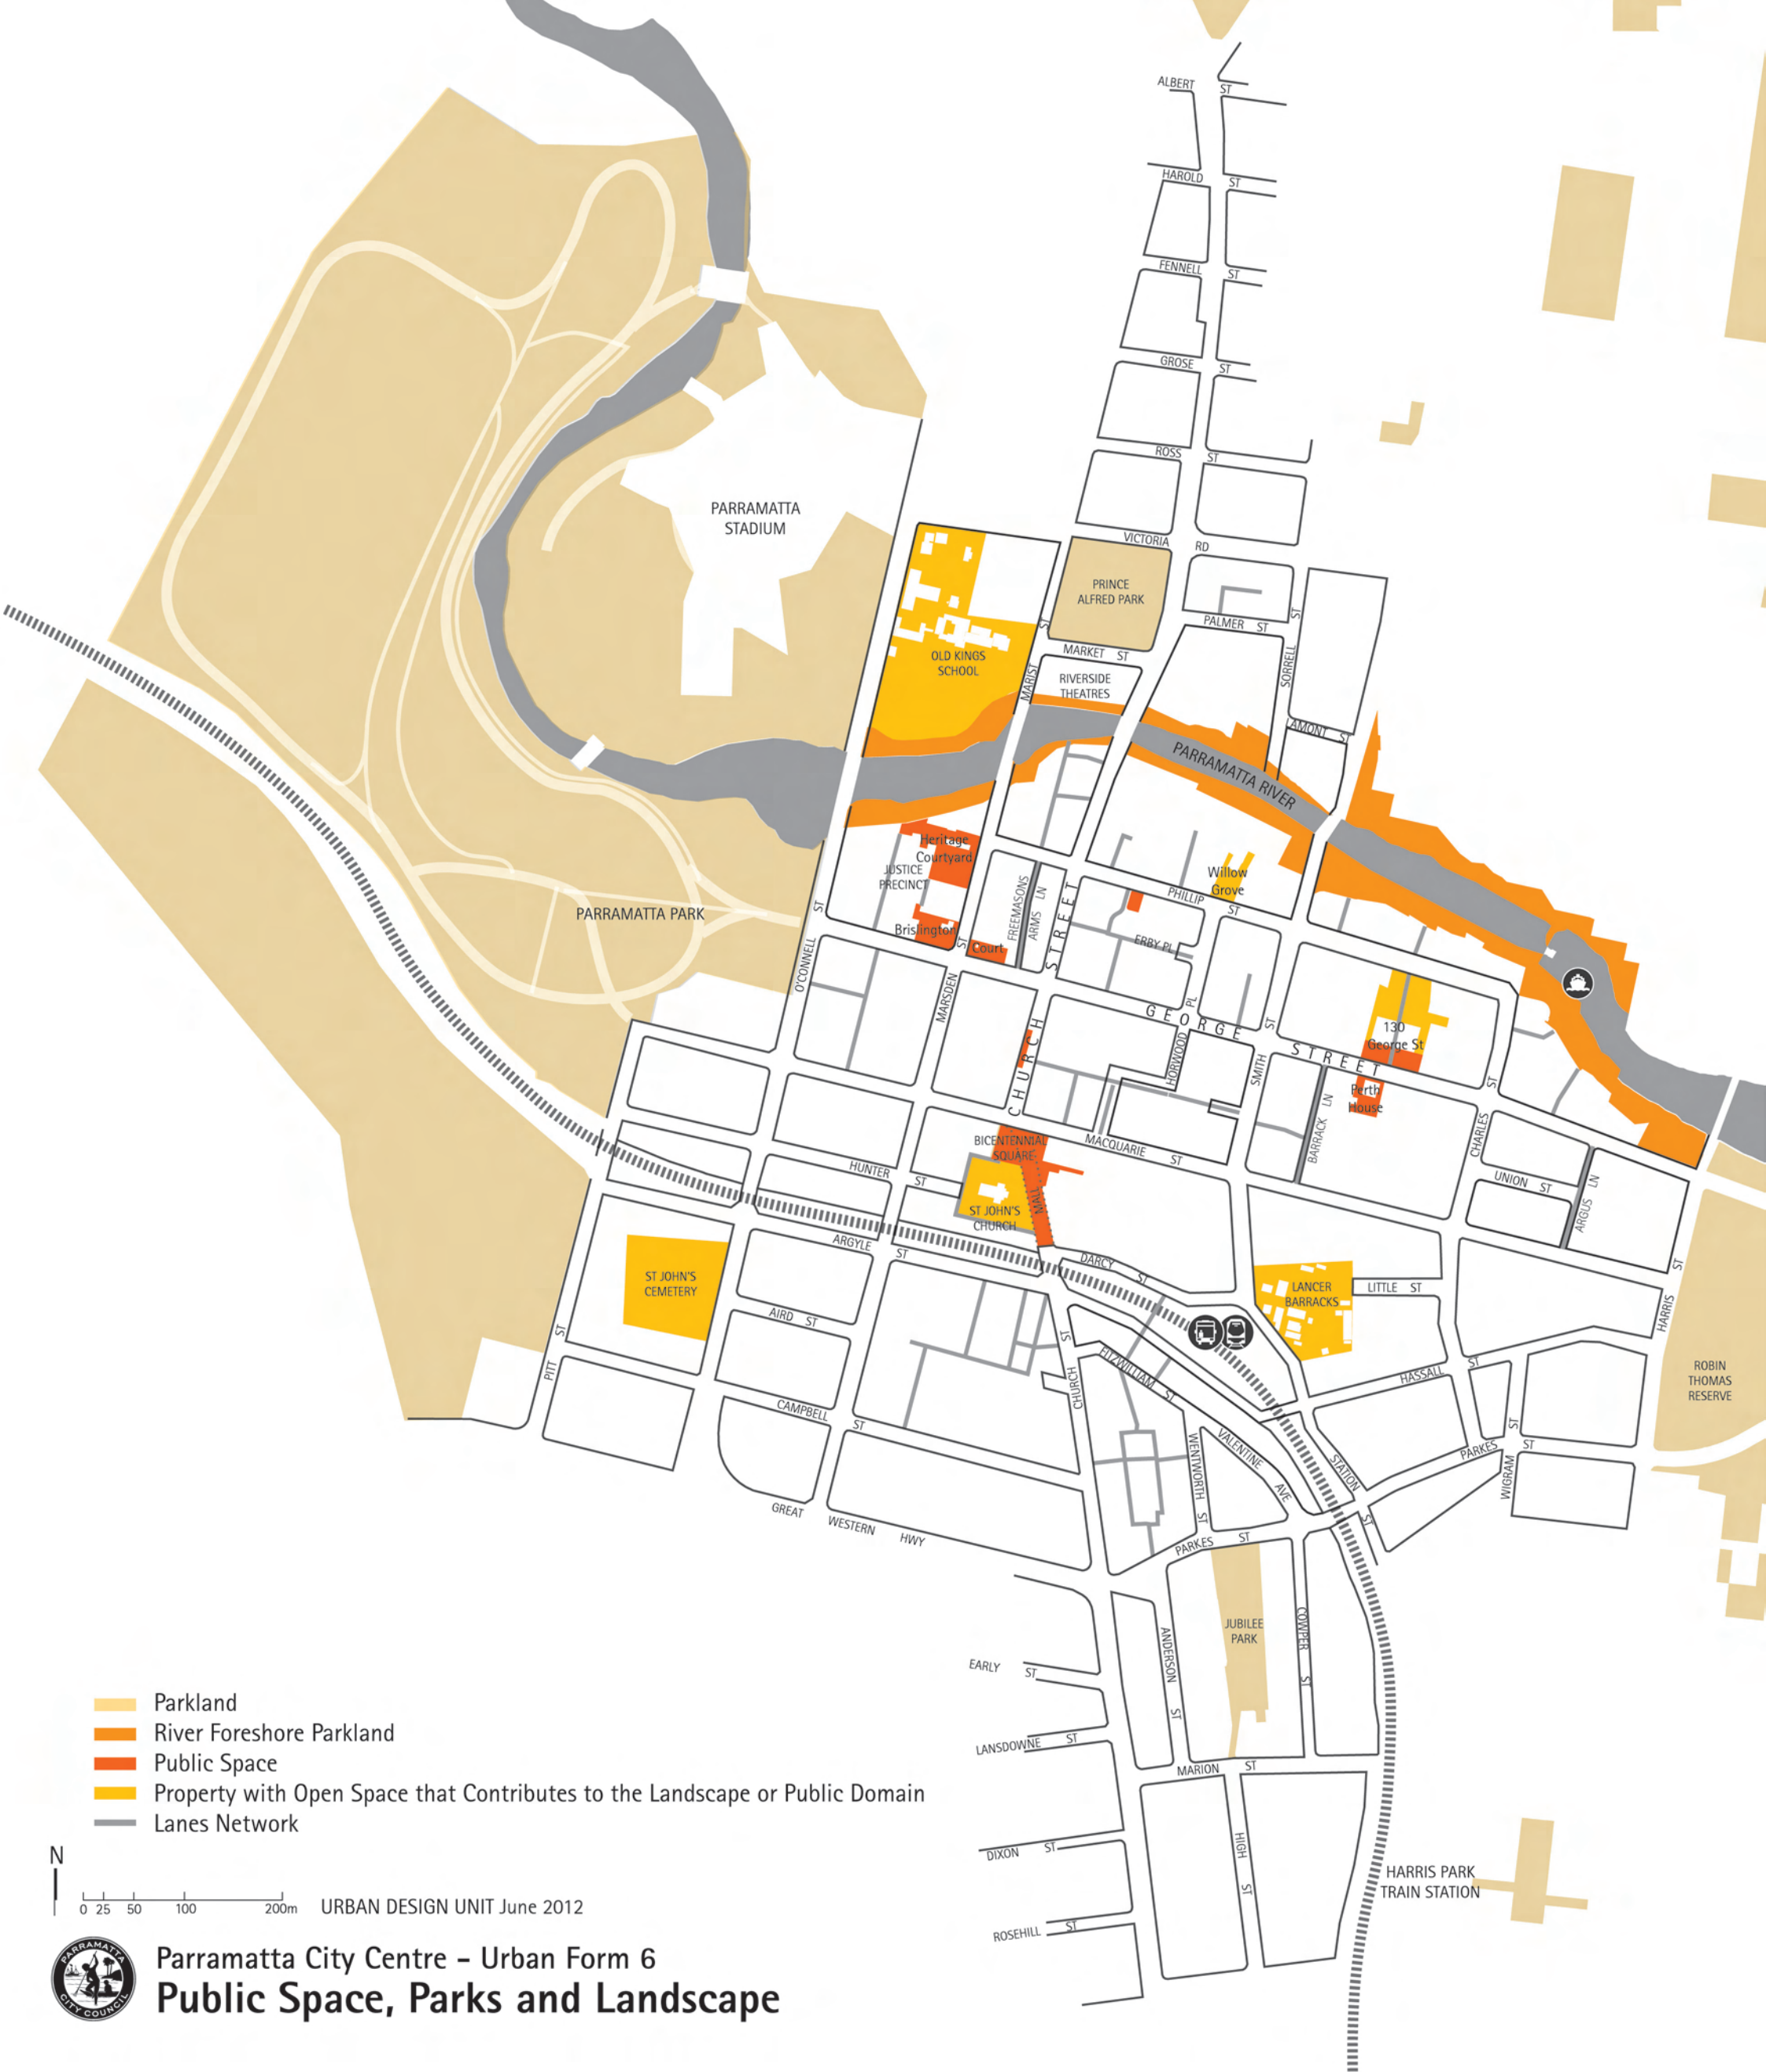 ALBERT ST
HAROLD ST
FENNELL ST
GROSE ST
ROSS ST
VICTORIA RD
PARRAMATTA
STADIUM
PRINCE
ALFRED PARK
PALMER ST
SORRELL ST
MARKET ST
OLD KINGS
SCHOOL
RIVERSIDE
THEATRES
MARIST ST
LAMONT ST
PARRAMATTA RIVER
Heritage
Courtyard
JUSTICE
PRECINCT
Willow
Grove
PHILLIP ST
FREEMASONS
ARMS LN
PARRAMATTA PARK
Brislington
Court
ERBY PL
O'CONNELL ST
MARSDEN ST
CHURCH STREET
GEORGE STREET
HORWOOD PL
SMITH ST
130
George St
Perth
House
BARRACK LN
CHARLES ST
BICENTENNIAL
SQUARE
MACQUARIE ST
HUNTER ST
MALL
ST JOHN'S
CHURCH
UNION ST
ARGUS LN
ARGYLE ST
DARCY ST
ST JOHN'S
CEMETERY
LANCER
BARRACKS
LITTLE ST
HARRIS ST
AIRD ST
PITT ST
CHURCH ST
FITZWILLIAM ST
HASSALL ST
ROBIN
THOMAS
RESERVE
CAMPBELL ST
WENTWORTH ST
VALENTINE AVE
STATION ST
PARKES ST
WIGRAM ST
GREAT WESTERN HWY
PARKES ST
JUBILEE
PARK
COWPER ST
ANDERSON ST
EARLY ST
LANSDOWNE ST
MARION ST
DIXON ST
HIGH ST
ROSEHILL ST
HARRIS PARK
TRAIN STATION
Parkland
River Foreshore Parkland
Public Space
Property with Open Space that Contributes to the Landscape or Public Domain
Lanes Network
N
0 25 50 100 200m
URBAN DESIGN UNIT June 2012
PARRAMATTA
CITY COUNCIL
Parramatta City Centre – Urban Form 6
Public Space, Parks and Landscape